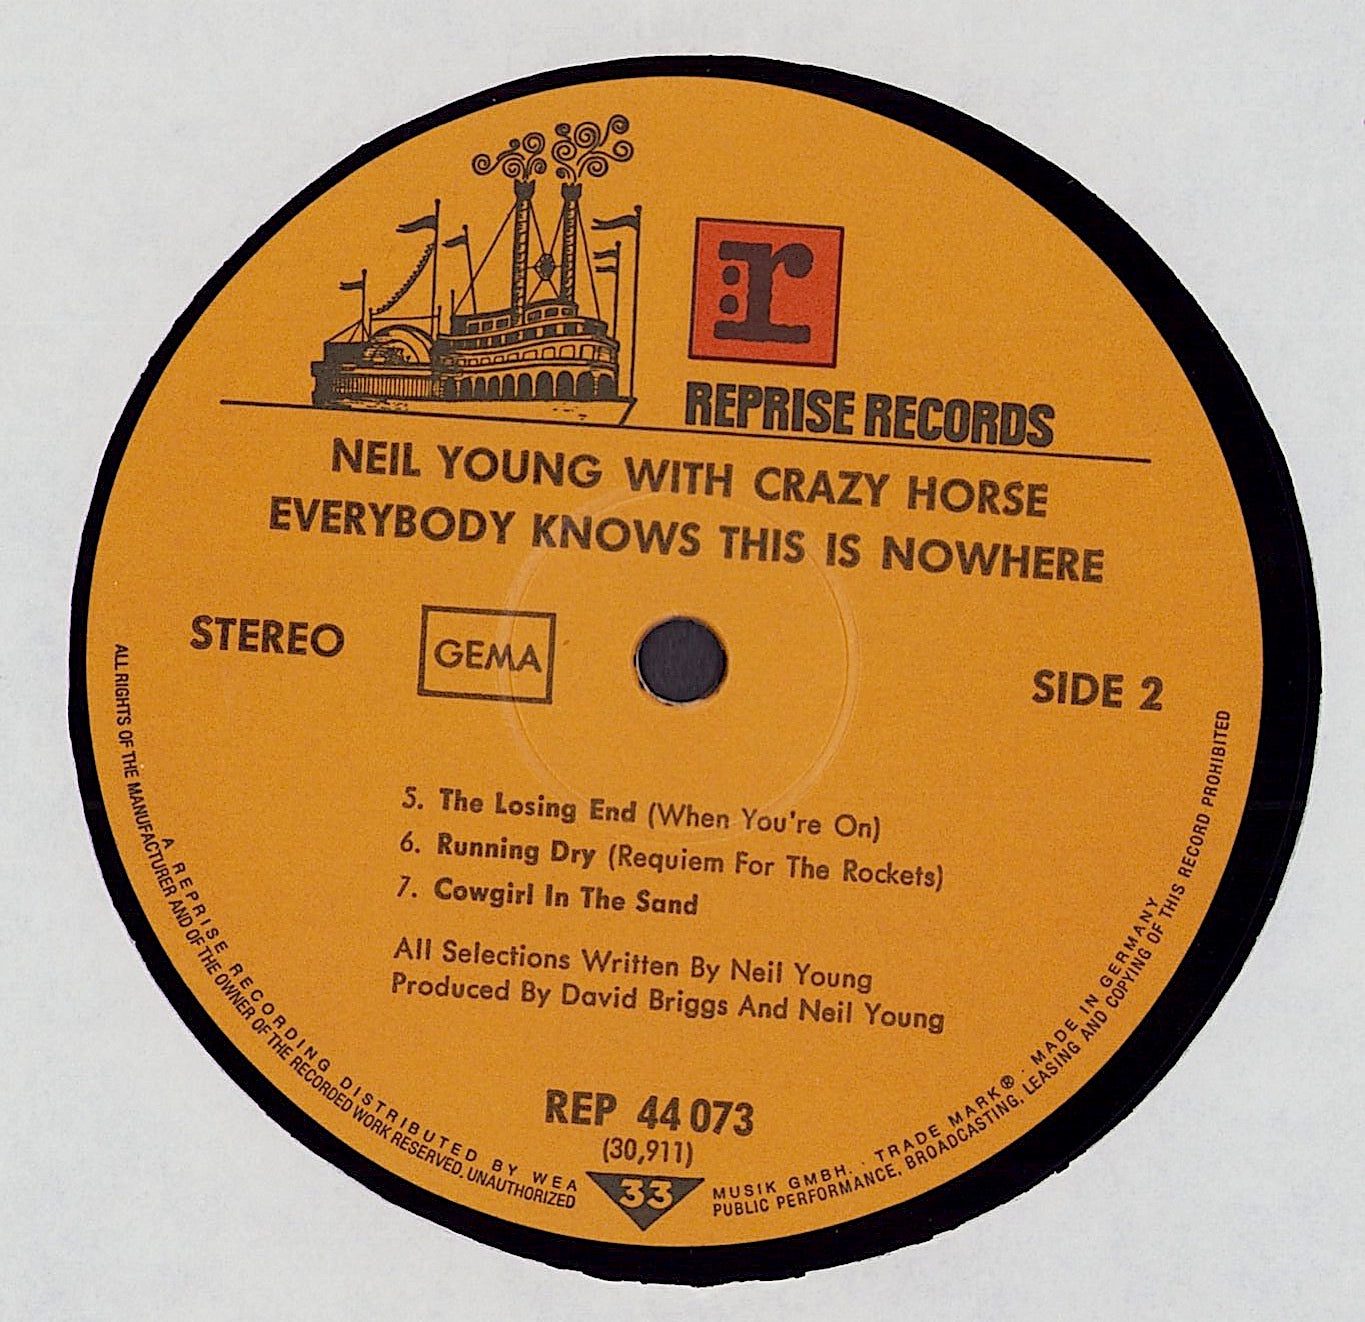 r:
REPRISE RECORDS
NEIL YOUNG WITH CRAZY HORSE
EVERYBODY KNOWS THIS IS NOWHERE
STEREO
GEMA
SIDE 2
5. The Losing End (When You're On)
6. Running Dry (Requiem For The Rockets)
7. Cowgirl In The Sand
All Selections Written By Neil Young
Produced By David Briggs And Neil Young
REP 44 073
(30,911)
33
A REPRISE RECORDING DISTRIBUTED BY WEA MUSIK GMBH. . TRADE MARK® . MADE IN GERMANY
ALL RIGHTS OF THE MANUFACTURER AND OF THE OWNER OF THE RECORDED WORK RESERVED. UNAUTHORIZED PUBLIC PERFORMANCE, BROADCASTING, LEASING AND COPYING OF THIS RECORD PROHIBITED